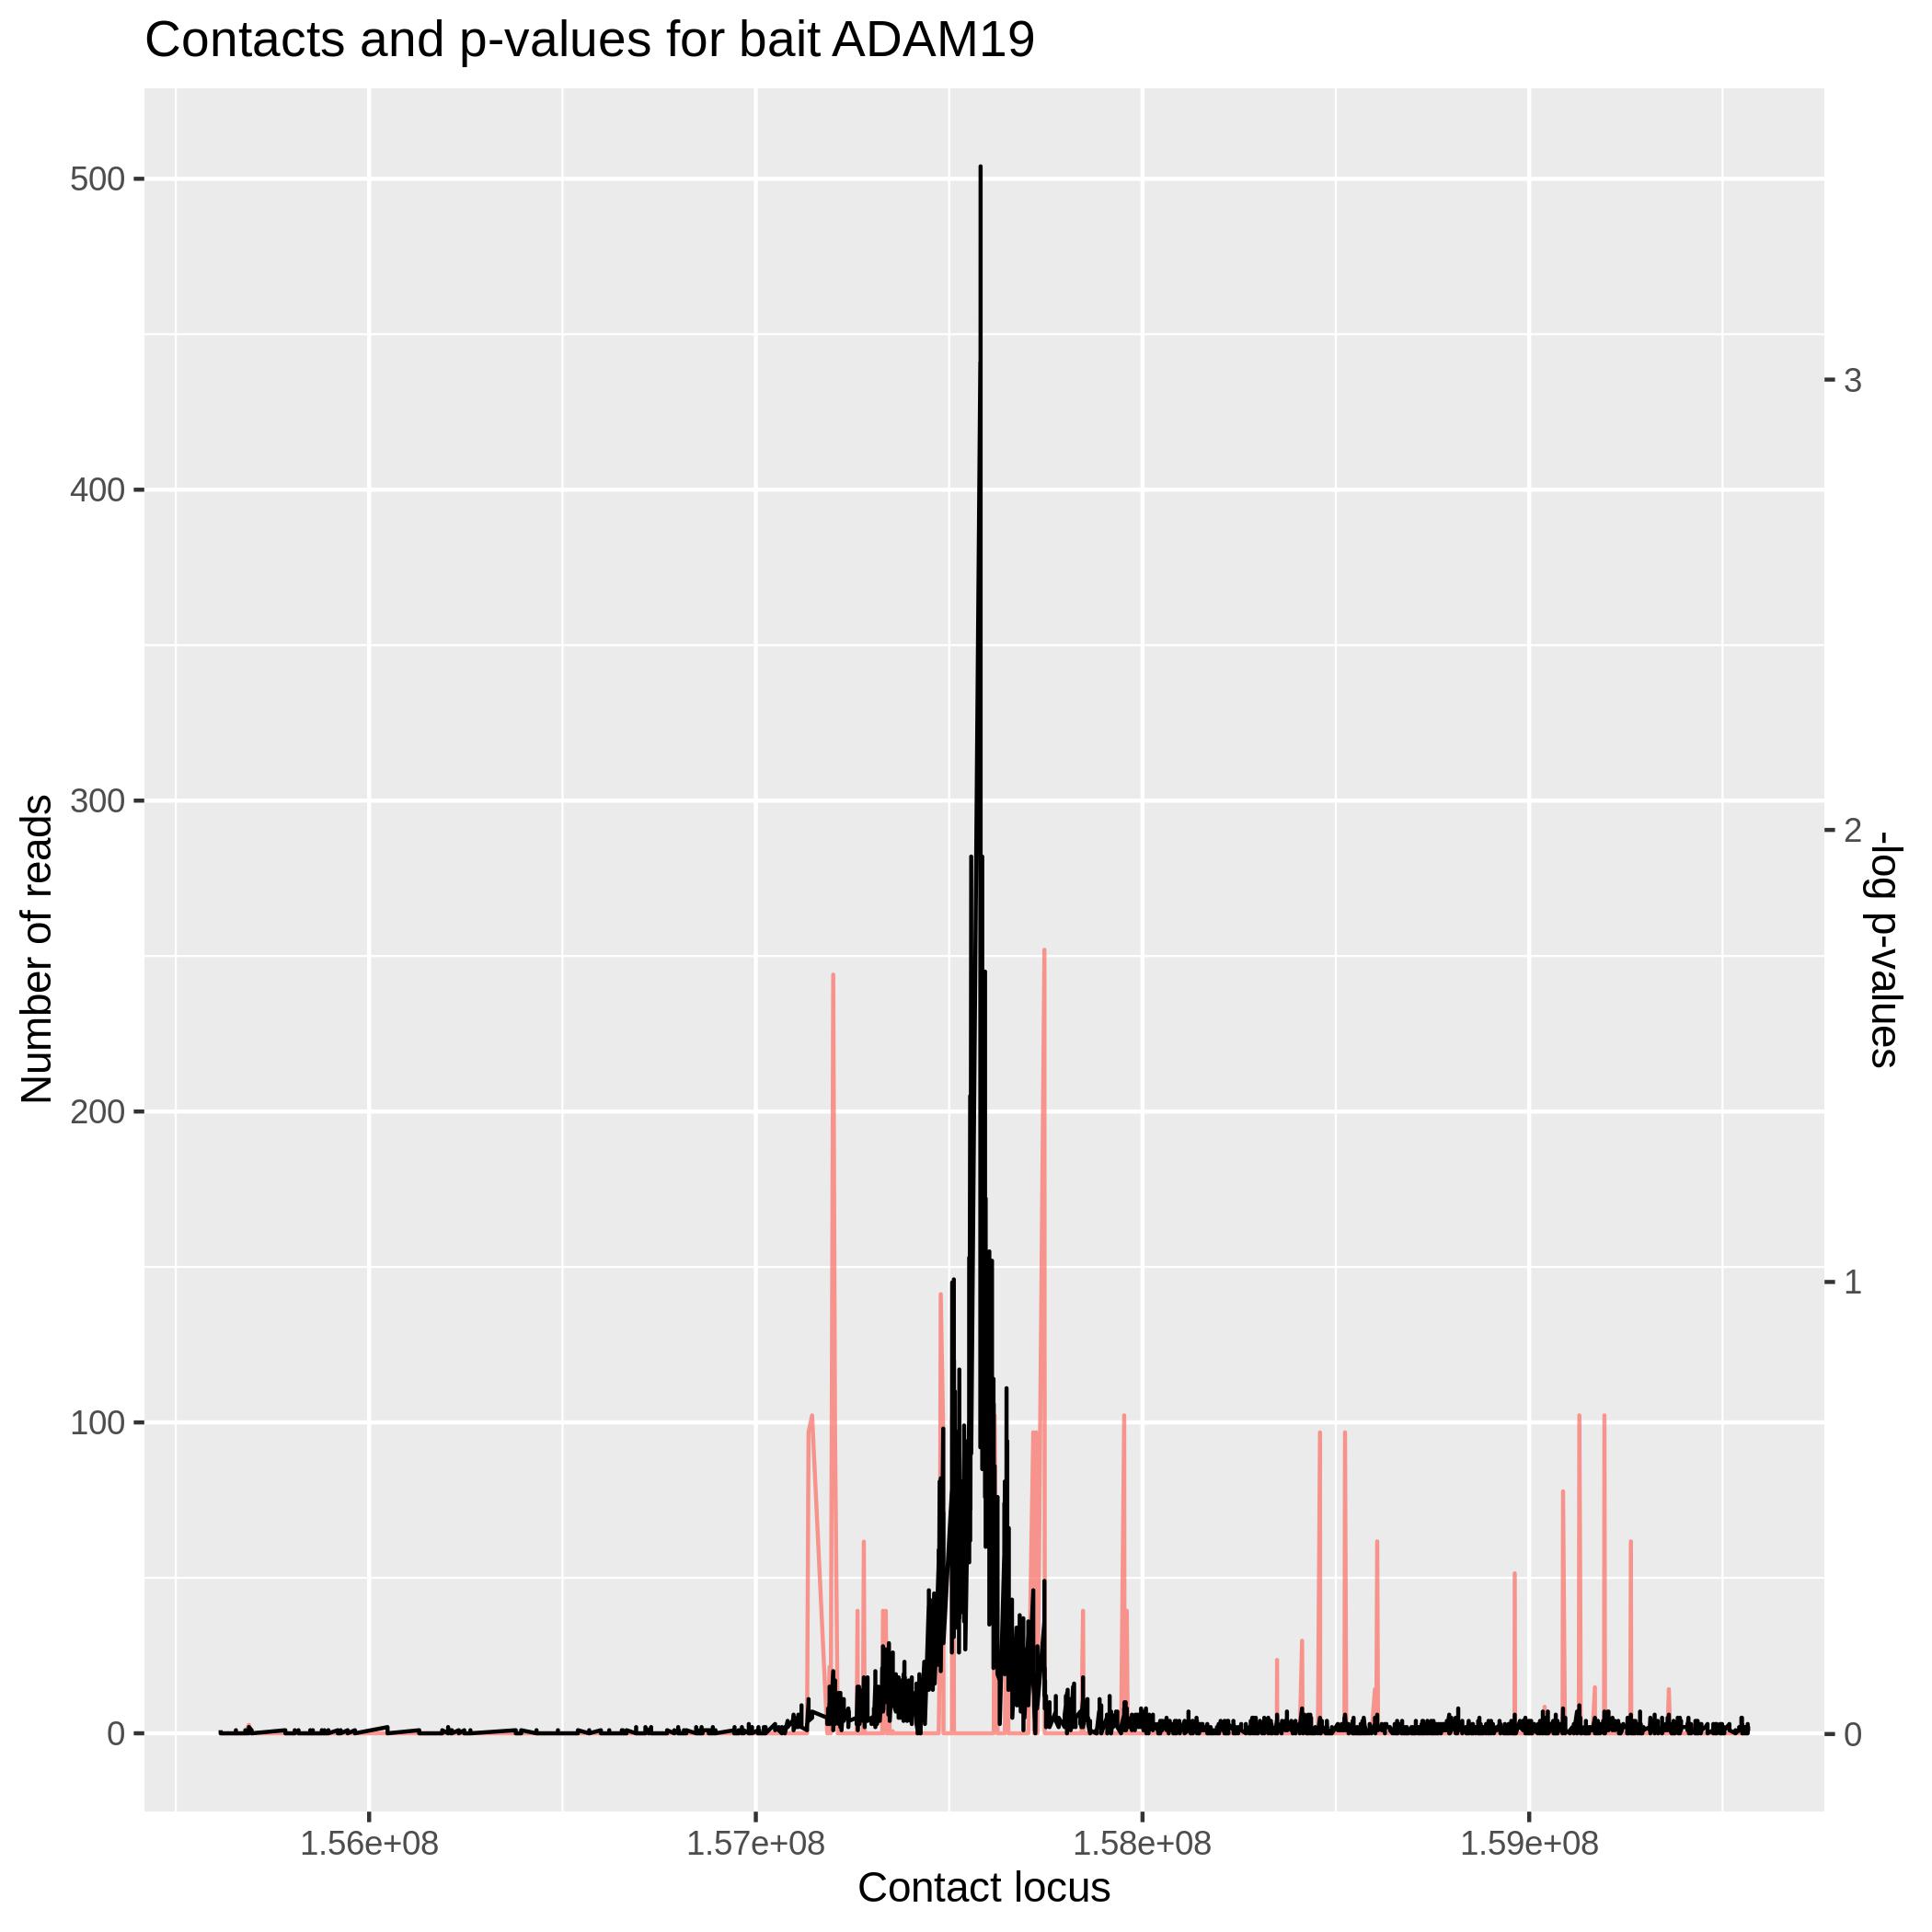 Contacts and p-values for bait ADAM19
500
400
300
200
100
0
Number of reads
3
2
1
0
-log p-values
1.56e+08
1.57e+08
1.58e+08
1.59e+08
Contact locus